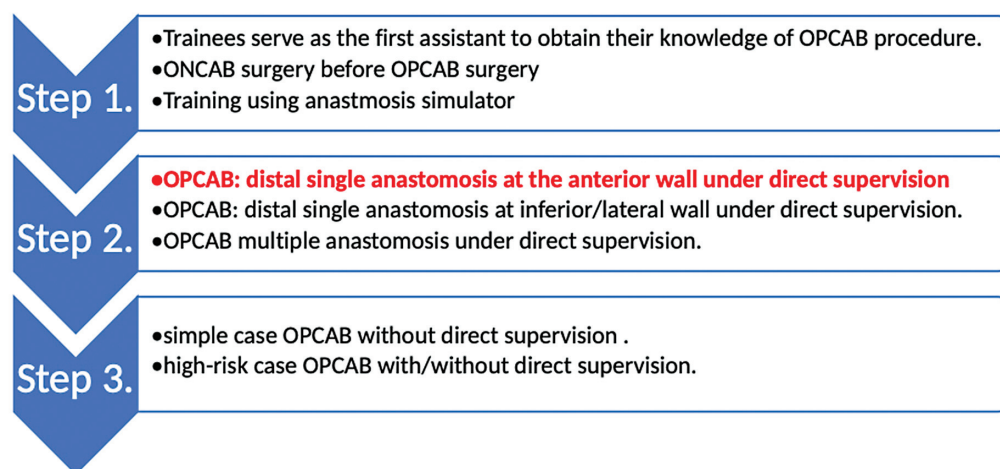 Step 1.
•Trainees serve as the first assistant to obtain their knowledge of OPCAB procedure.
•ONCAB surgery before OPCAB surgery
•Training using anastmosis simulator
Step 2.
•OPCAB: distal single anastomosis at the anterior wall under direct supervision
•OPCAB: distal single anastomosis at inferior/lateral wall under direct supervision.
•OPCAB multiple anastomosis under direct supervision.
Step 3.
•simple case OPCAB without direct supervision .
•high-risk case OPCAB with/without direct supervision.